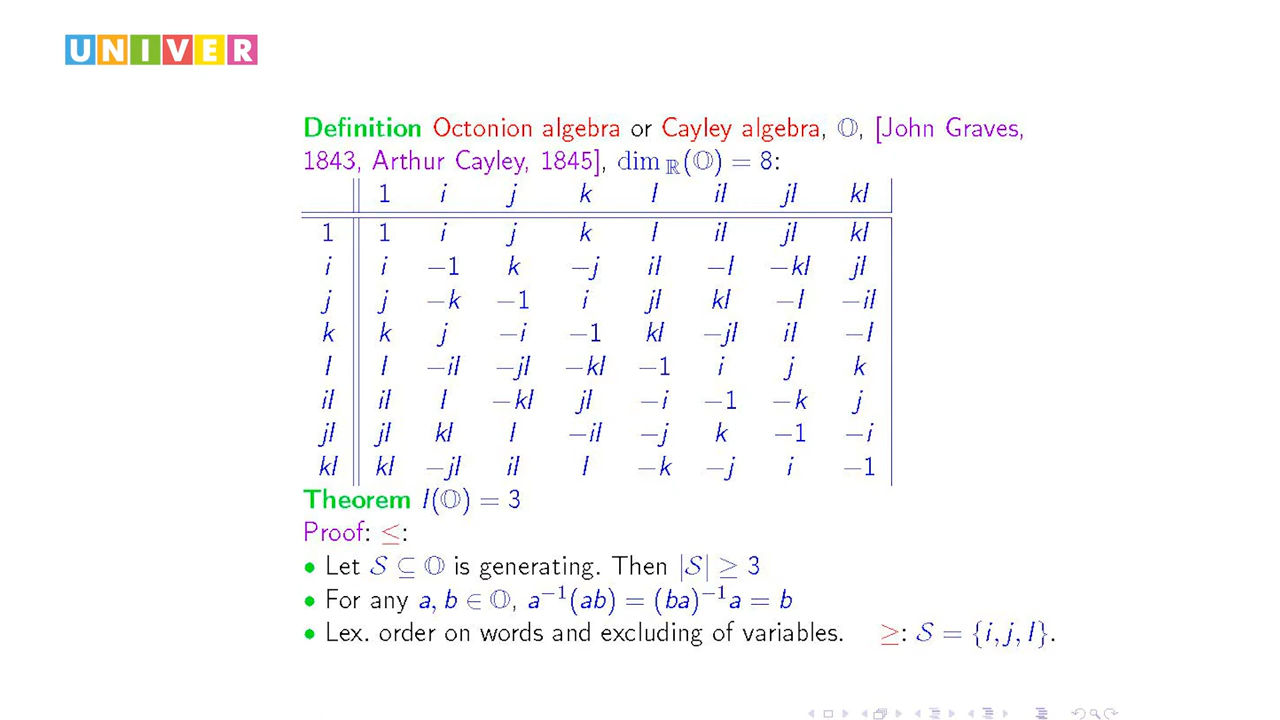 UNIVER
Definition Octonion algebra or Cayley algebra, 𝕆, [John Graves,
1843, Arthur Cayley, 1845], dim ℝ(𝕆) = 8:
1 i j k l il jl kl
1 1 i j k l il jl kl
i i −1 k −j il −l −kl jl
j j −k −1 i jl kl −l −il
k k j −i −1 kl −jl il −l
l l −il −jl −kl −1 i j k
il il l −kl jl −i −1 −k j
jl jl kl l −il −j k −1 −i
kl kl −jl il l −k −j i −1
Theorem l(𝕆) = 3
Proof: ≤:
• Let 𝒮 ⊆ 𝕆 is generating. Then |𝒮| ≥ 3
• For any a, b ∈ 𝕆, a⁻¹(ab) = (ba)⁻¹a = b
• Lex. order on words and excluding of variables. ≥: 𝒮 = {i, j, l}.